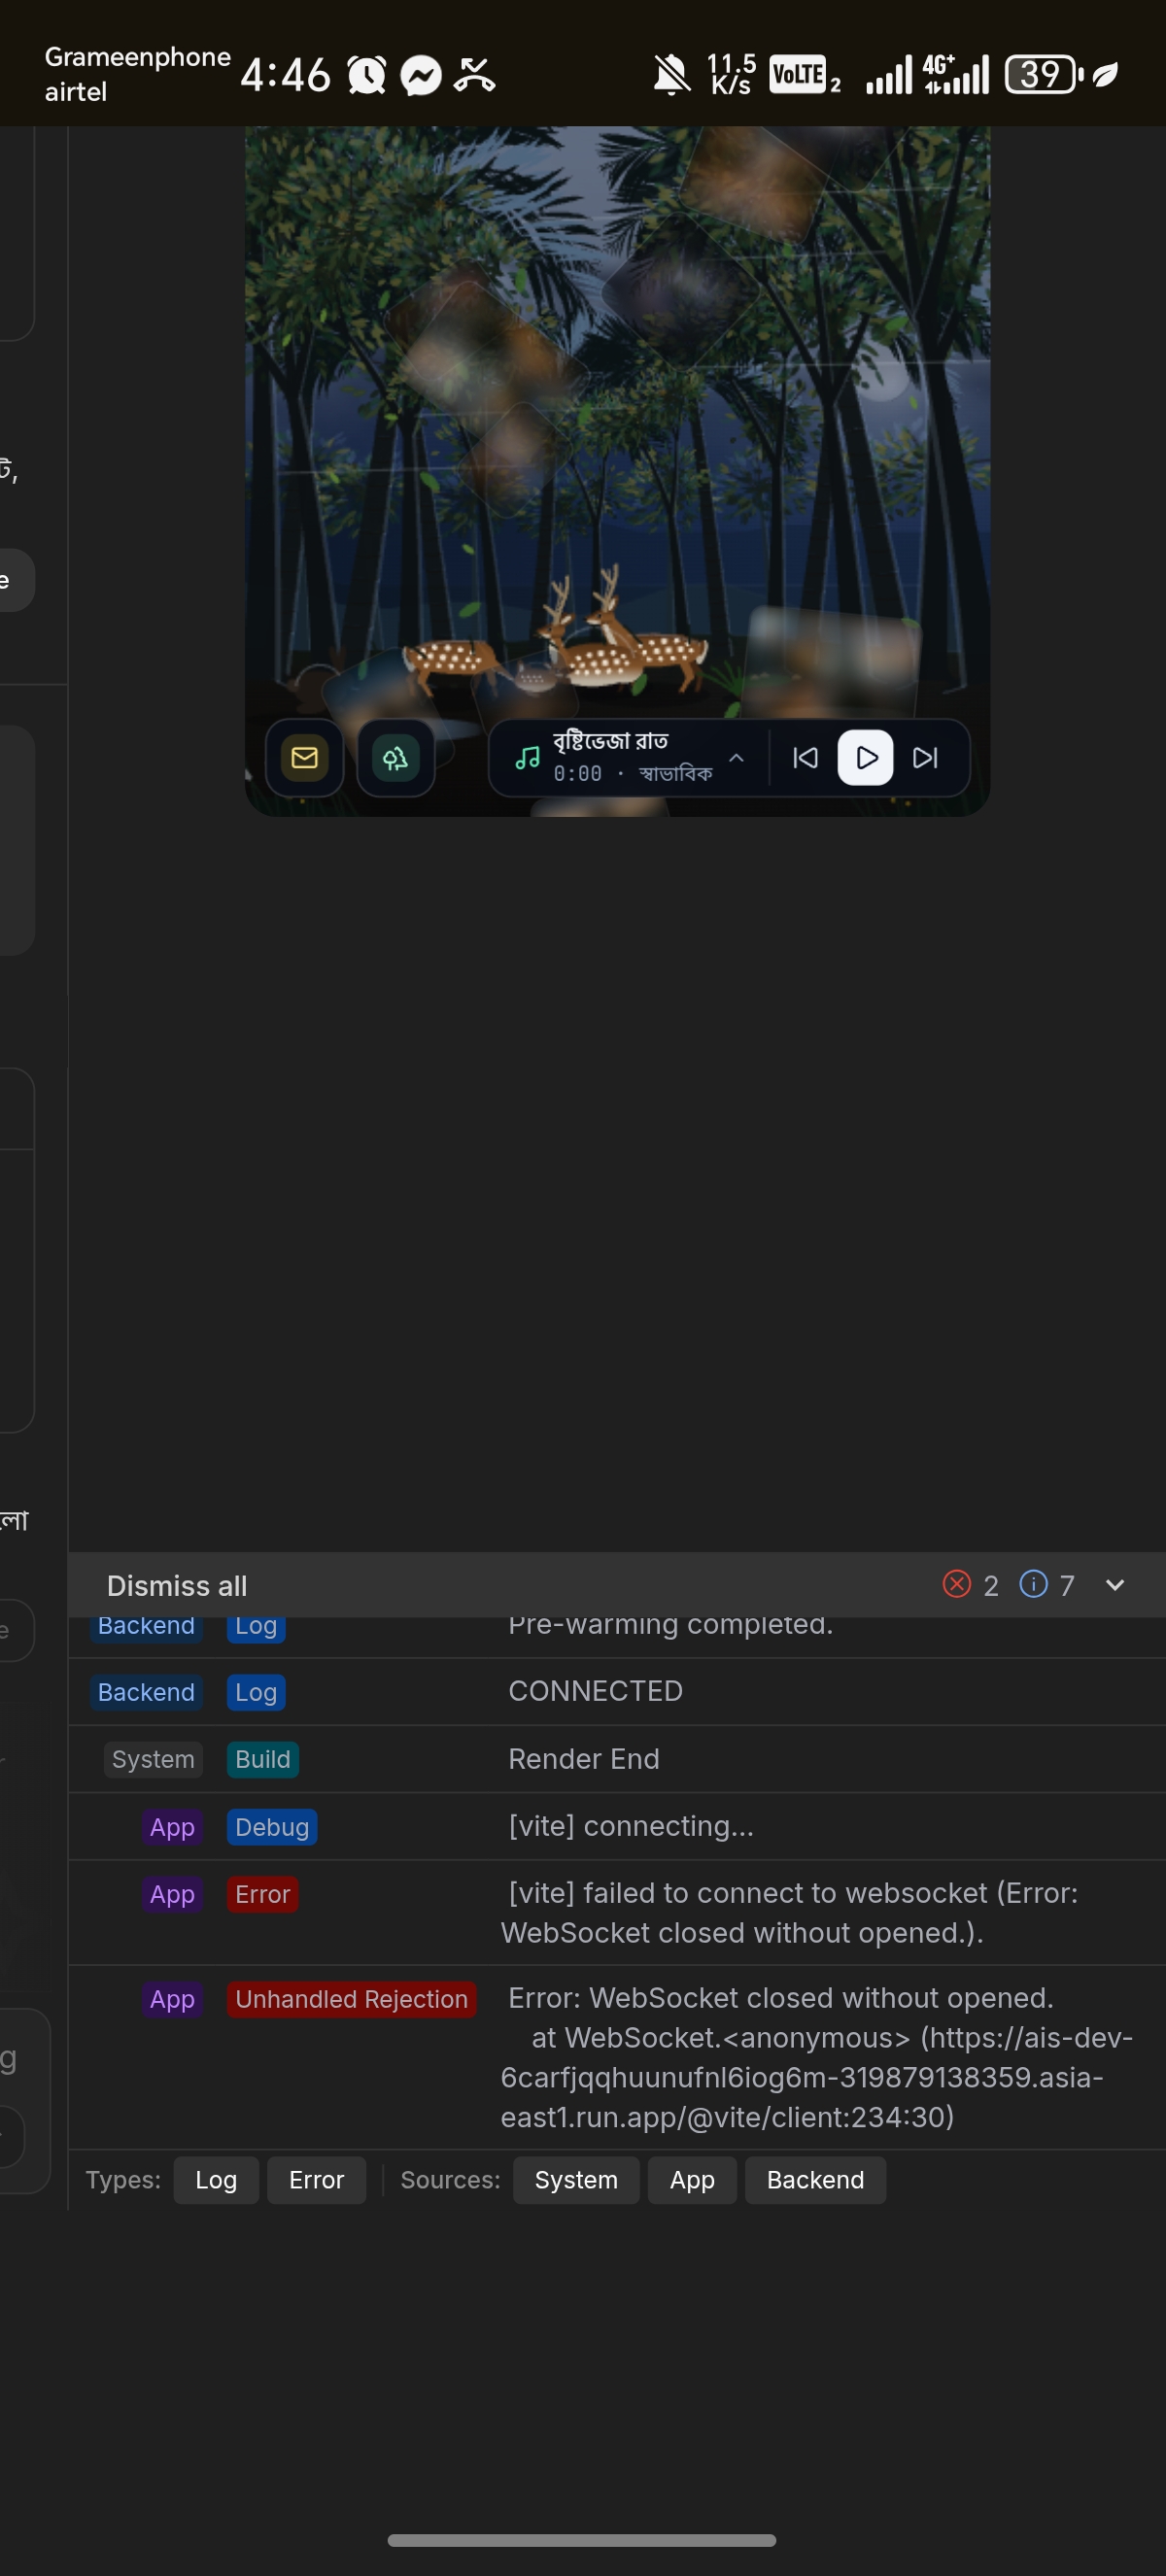 Grameenphone
airtel
4:46
11.5
K/s
VoLTE 2
4G+
39
ট,
e
বৃষ্টিভেজা রাত
0:00 · স্বাভাবিক
লো
e
Dismiss all
2
7
Backend Log Pre-warming completed.
Backend Log CONNECTED
System Build Render End
App Debug [vite] connecting...
App Error [vite] failed to connect to websocket (Error:
WebSocket closed without opened.).
App Unhandled Rejection Error: WebSocket closed without opened.
at WebSocket.<anonymous> (https://ais-dev-
6carfjqqhuunufnl6iog6m-319879138359.asia-
east1.run.app/@vite/client:234:30)
g
Types: Log Error Sources: System App Backend